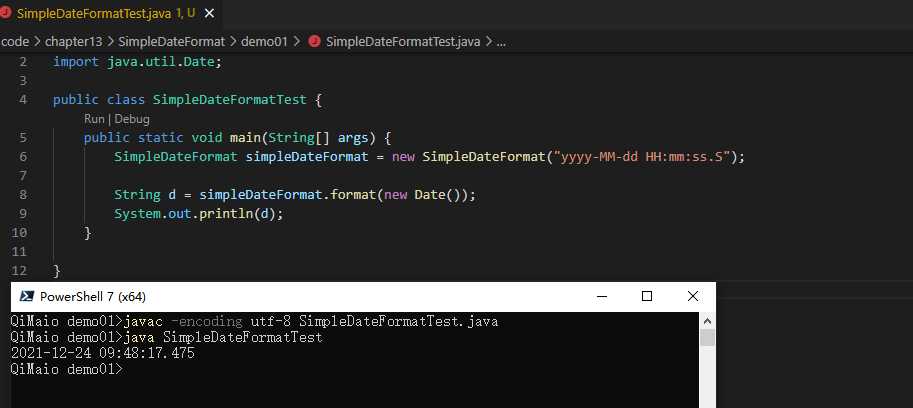 SimpleDateFormatTest.java 1, U
code > chapter13 > SimpleDateFormat > demo01 > SimpleDateFormatTest.java > ...
2 import java.util.Date;
3
4 public class SimpleDateFormatTest {
Run | Debug
5 public static void main(String[] args) {
6 SimpleDateFormat simpleDateFormat = new SimpleDateFormat("yyyy-MM-dd HH:mm:ss.S");
7
8 String d = simpleDateFormat.format(new Date());
9 System.out.println(d);
10 }
11
12 }
PowerShell 7 (x64)
QiMaio demo01>javac -encoding utf-8 SimpleDateFormatTest.java
QiMaio demo01>java SimpleDateFormatTest
2021-12-24 09:48:17.475
QiMaio demo01>